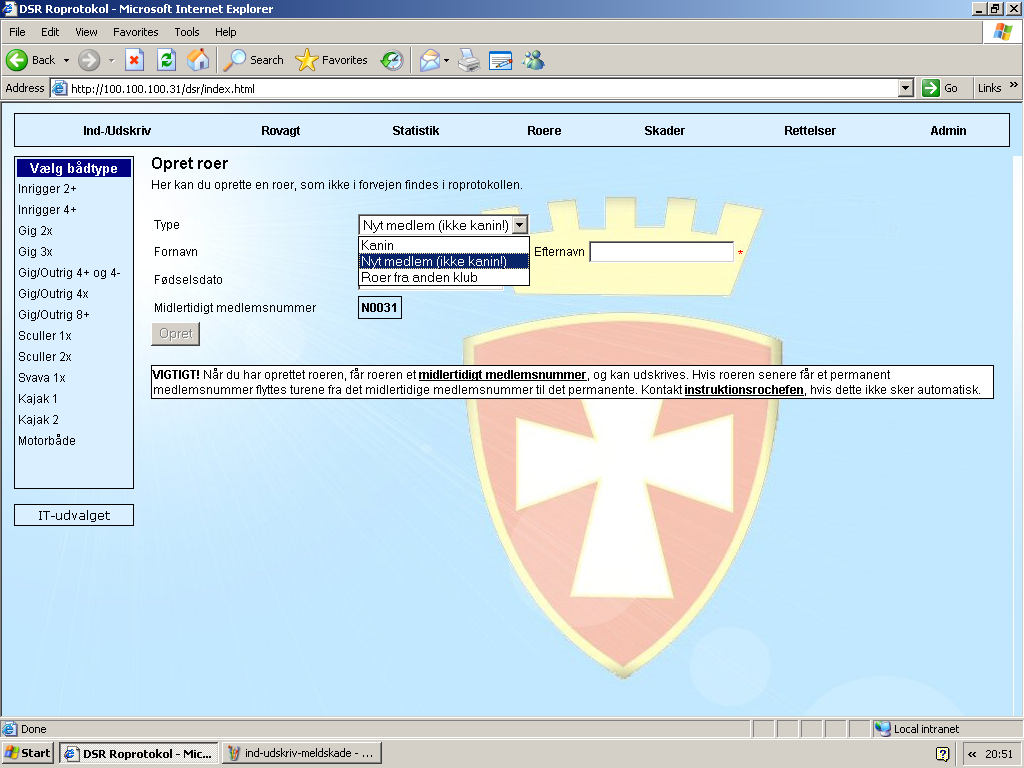 DSR Roprotokol - Microsoft Internet Explorer
File Edit View Favorites Tools Help
Back Search Favorites
Address http://100.100.100.31/dsr/index.html Go Links »
Ind-/Udskriv Rovagt Statistik Roere Skader Rettelser Admin
Vælg bådtype
Inrigger 2+
Inrigger 4+
Gig 2x
Gig 3x
Gig/Outrig 4+ og 4-
Gig/Outrig 4x
Gig/Outrig 8+
Sculler 1x
Sculler 2x
Svava 1x
Kajak 1
Kajak 2
Motorbåde
IT-udvalget
Opret roer
Her kan du oprette en roer, som ikke i forvejen findes i roprotokollen.
Type Nyt medlem (ikke kanin!)
Kanin
Nyt medlem (ikke kanin!)
Roer fra anden klub
Fornavn Efternavn *
Fødselsdato
Midlertidigt medlemsnummer N0031
Opret
VIGTIGT! Når du har oprettet roeren, får roeren et midlertidigt medlemsnummer, og kan udskrives. Hvis roeren senere får et permanent
medlemsnummer flyttes turene fra det midlertidige medlemsnummer til det permanente. Kontakt instruktionsrochefen, hvis dette ikke sker automatisk.
Done Local intranet
Start DSR Roprotokol - Mic... ind-udskriv-meldskade - ... « 20:51